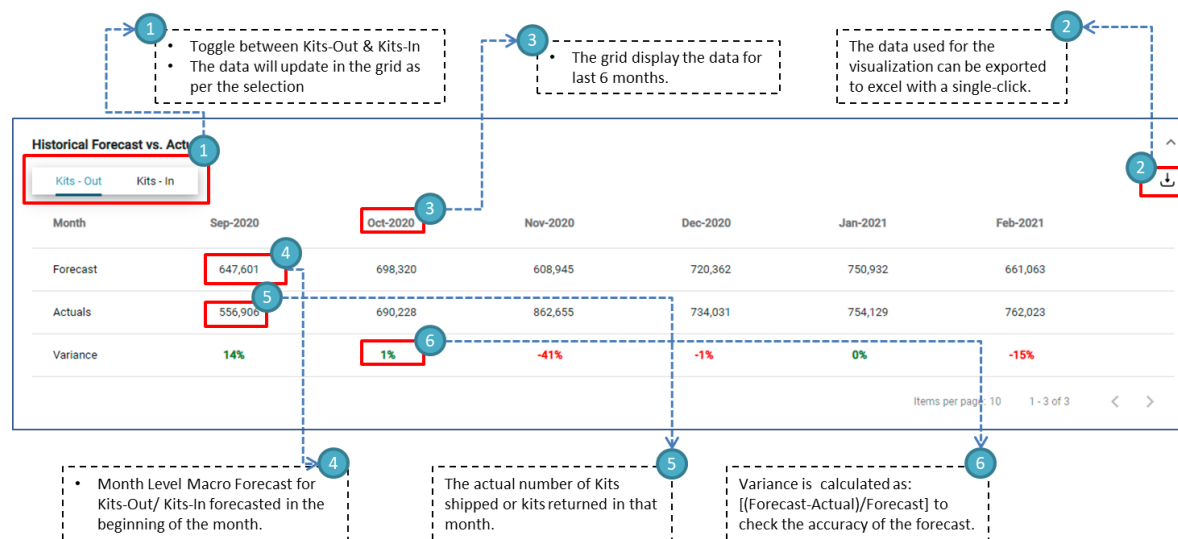 1
• Toggle between Kits-Out & Kits-In
• The data will update in the grid as
per the selection
3
• The grid display the data for
last 6 months.
2
The data used for the
visualization can be exported
to excel with a single-click.
Historical Forecast vs. Actu
1
Kits - Out Kits - In
2
3
Month Sep-2020 Oct-2020 Nov-2020 Dec-2020 Jan-2021 Feb-2021
4
Forecast 647,601 698,320 608,945 720,362 750,932 661,063
5
Actuals 556,906 690,228 862,655 734,031 754,129 762,023
6
Variance 14% 1% -41% -1% 0% -15%
Items per page: 10 1 - 3 of 3
4
• Month Level Macro Forecast for
Kits-Out/ Kits-In forecasted in the
beginning of the month.
5
The actual number of Kits
shipped or kits returned in that
month.
6
Variance is calculated as:
[(Forecast-Actual)/Forecast] to
check the accuracy of the forecast.